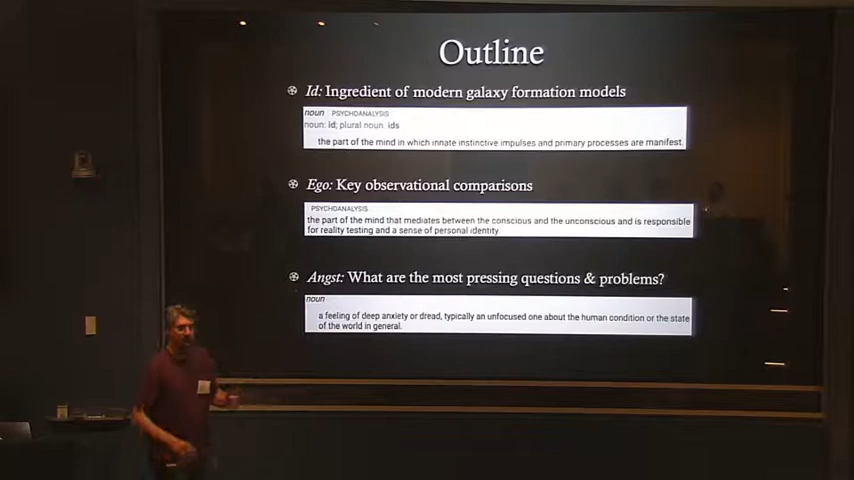 Outline
Id: Ingredient of modern galaxy formation models
noun PSYCHOANALYSIS
noun: id; plural noun: ids
the part of the mind in which innate instinctive impulses and primary processes are manifest.
Ego: Key observational comparisons
PSYCHOANALYSIS
the part of the mind that mediates between the conscious and the unconscious and is responsible
for reality testing and a sense of personal identity
Angst: What are the most pressing questions & problems?
noun
a feeling of deep anxiety or dread, typically an unfocused one about the human condition or the state
of the world in general.